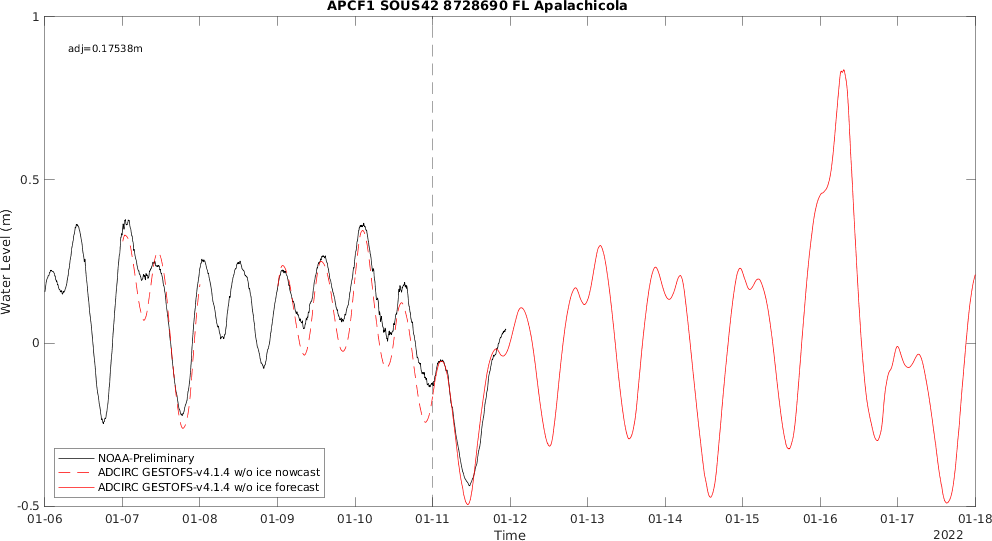 APCF1 SOUS42 8728690 FL Apalachicola
adj=0.17538m
1
0.5
0
-0.5
Water Level (m)
NOAA-Preliminary
ADCIRC GESTOFS-v4.1.4 w/o ice nowcast
ADCIRC GESTOFS-v4.1.4 w/o ice forecast
01-06 01-07 01-08 01-09 01-10 01-11 01-12 01-13 01-14 01-15 01-16 01-17 01-18
Time
2022